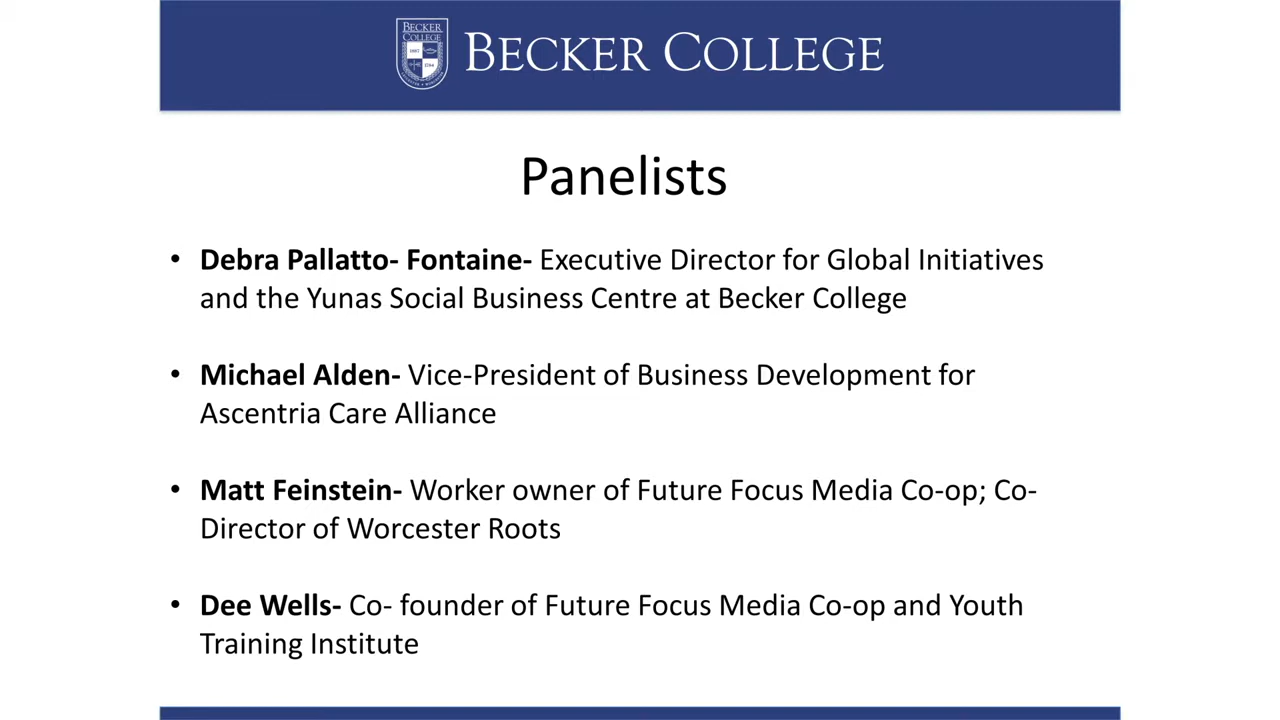 BECKER
COLLEGE
BECKER COLLEGE
Panelists
• Debra Pallatto- Fontaine- Executive Director for Global Initiatives
and the Yunas Social Business Centre at Becker College
• Michael Alden- Vice-President of Business Development for
Ascentria Care Alliance
• Matt Feinstein- Worker owner of Future Focus Media Co-op; Co-
Director of Worcester Roots
• Dee Wells- Co- founder of Future Focus Media Co-op and Youth
Training Institute